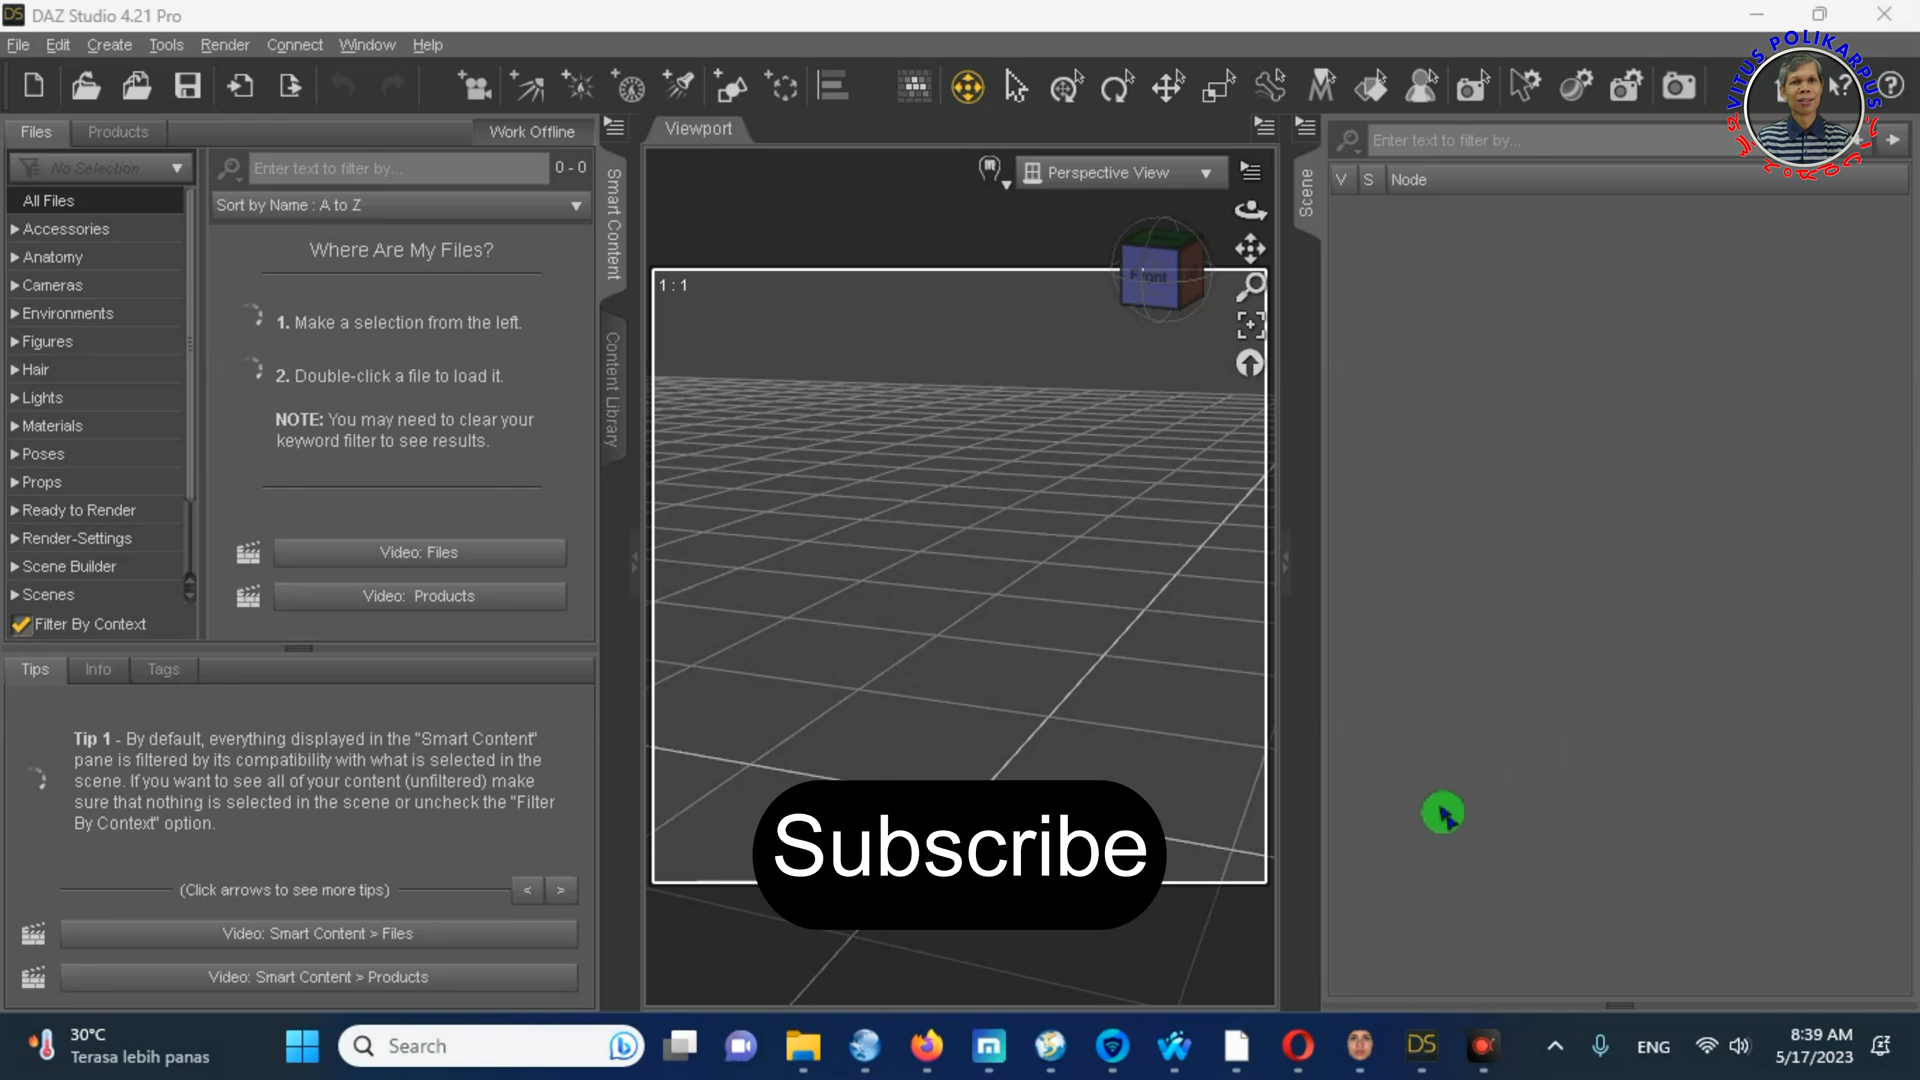 DS DAZ Studio 4.21 Pro
File Edit Create Tools Render Connect Window Help
VITUS POLIKARPUS
Files Products Work Offline
No Selection
Enter text to filter by... 0 - 0
All Files
Sort by Name : A to Z
Accessories
Anatomy
Cameras
Environments
Figures
Hair
Lights
Materials
Poses
Props
Ready to Render
Render-Settings
Scene Builder
Scenes
Filter By Context
Where Are My Files?
1. Make a selection from the left.
2. Double-click a file to load it.
NOTE: You may need to clear your
keyword filter to see results.
Video: Files
Video: Products
Smart Content
Content Library
Tips Info Tags
Tip 1 - By default, everything displayed in the "Smart Content"
pane is filtered by its compatibility with what is selected in the
scene. If you want to see all of your content (unfiltered) make
sure that nothing is selected in the scene or uncheck the "Filter
By Context" option.
(Click arrows to see more tips) < >
Video: Smart Content > Files
Video: Smart Content > Products
Viewport
Perspective View
Front
1 : 1
Subscribe
Scene
Enter text to filter by...
V S Node
30°C
Terasa lebih panas
Search
DS
ENG
8:39 AM
5/17/2023